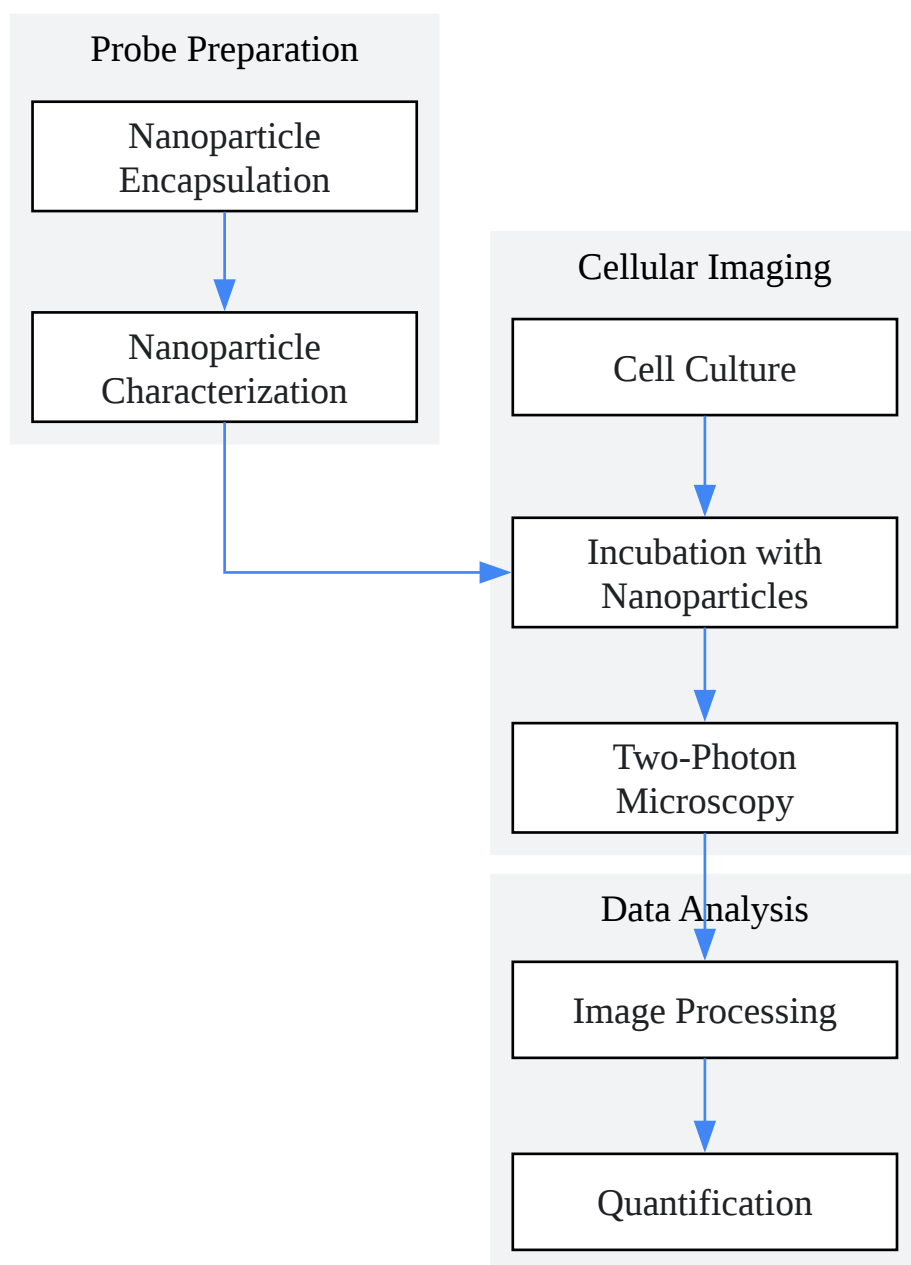 Probe Preparation
Nanoparticle
Encapsulation
Nanoparticle
Characterization
Cellular Imaging
Cell Culture
Incubation with
Nanoparticles
Two-Photon
Microscopy
Data Analysis
Image Processing
Quantification